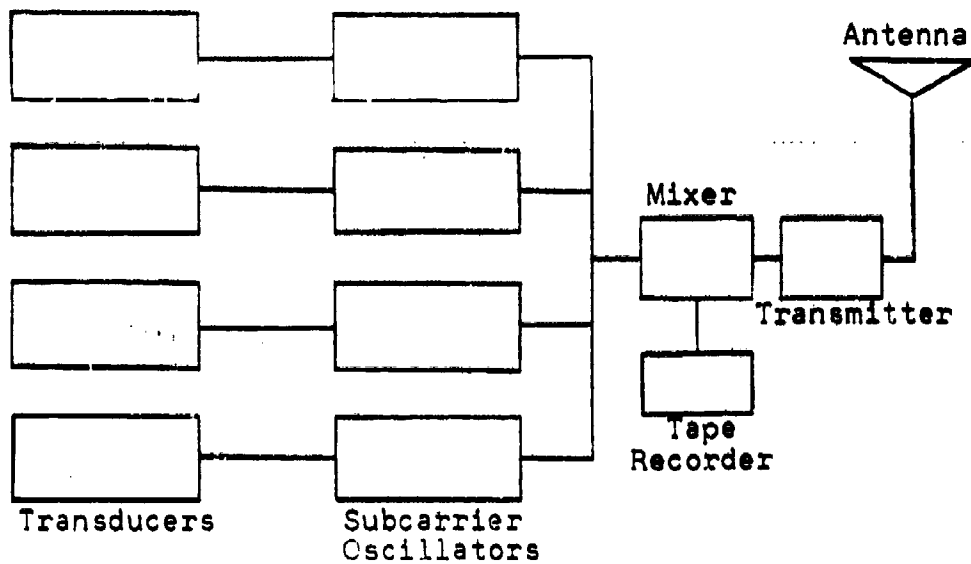 Antenna
Mixer
Transmitter
Tape
Recorder
Transducers
Subcarrier
Oscillators